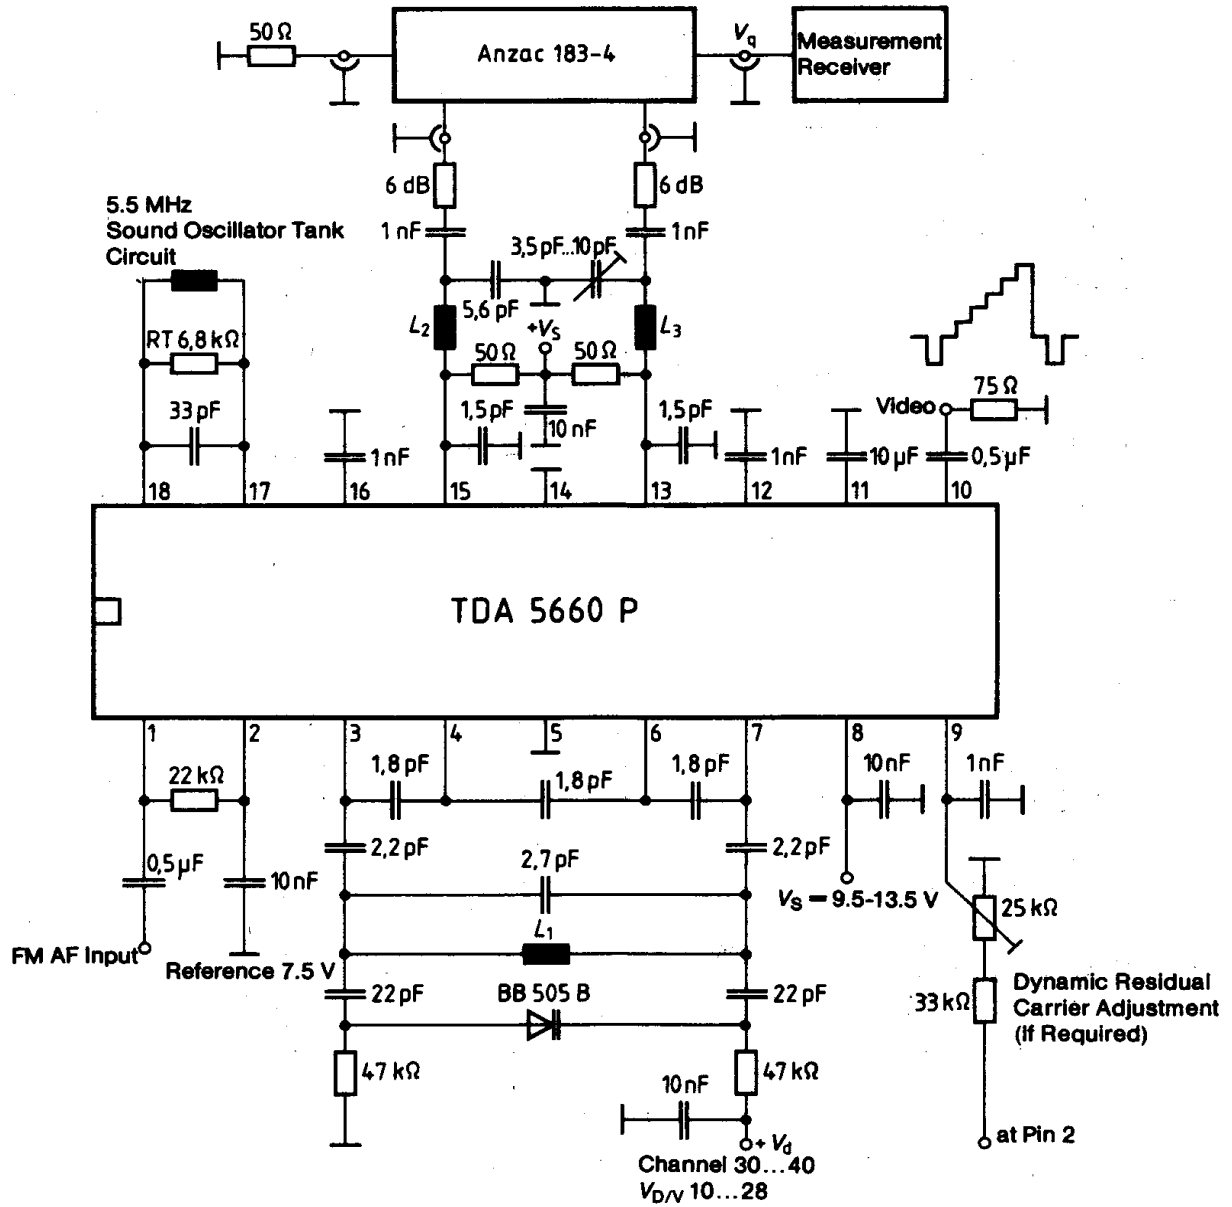 50 Ω
Anzac 183-4
Vq
Measurement
Receiver
6 dB
6 dB
5.5 MHz
Sound Oscillator Tank
Circuit
1 nF
3,5 pF...10 pF
1 nF
5,6 pF
L2
+VS
L3
RT 6,8 kΩ
50 Ω
50 Ω
75 Ω
Video
33 pF
1,5 pF
10 nF
1,5 pF
1 nF
1 nF
10 µF
0,5 µF
18
17
16
15
14
13
12
11
10
TDA 5660 P
1
2
3
4
5
6
7
8
9
22 kΩ
1,8 pF
1,8 pF
1,8 pF
10 nF
1 nF
0,5 µF
10 nF
2,2 pF
2,7 pF
2,2 pF
VS = 9.5-13.5 V
25 kΩ
L1
FM AF Input
Reference 7.5 V
22 pF
BB 505 B
22 pF
33 kΩ
Dynamic Residual
Carrier Adjustment
(if Required)
47 kΩ
10 nF
47 kΩ
+ Vd
at Pin 2
Channel 30...40
VD/V 10...28